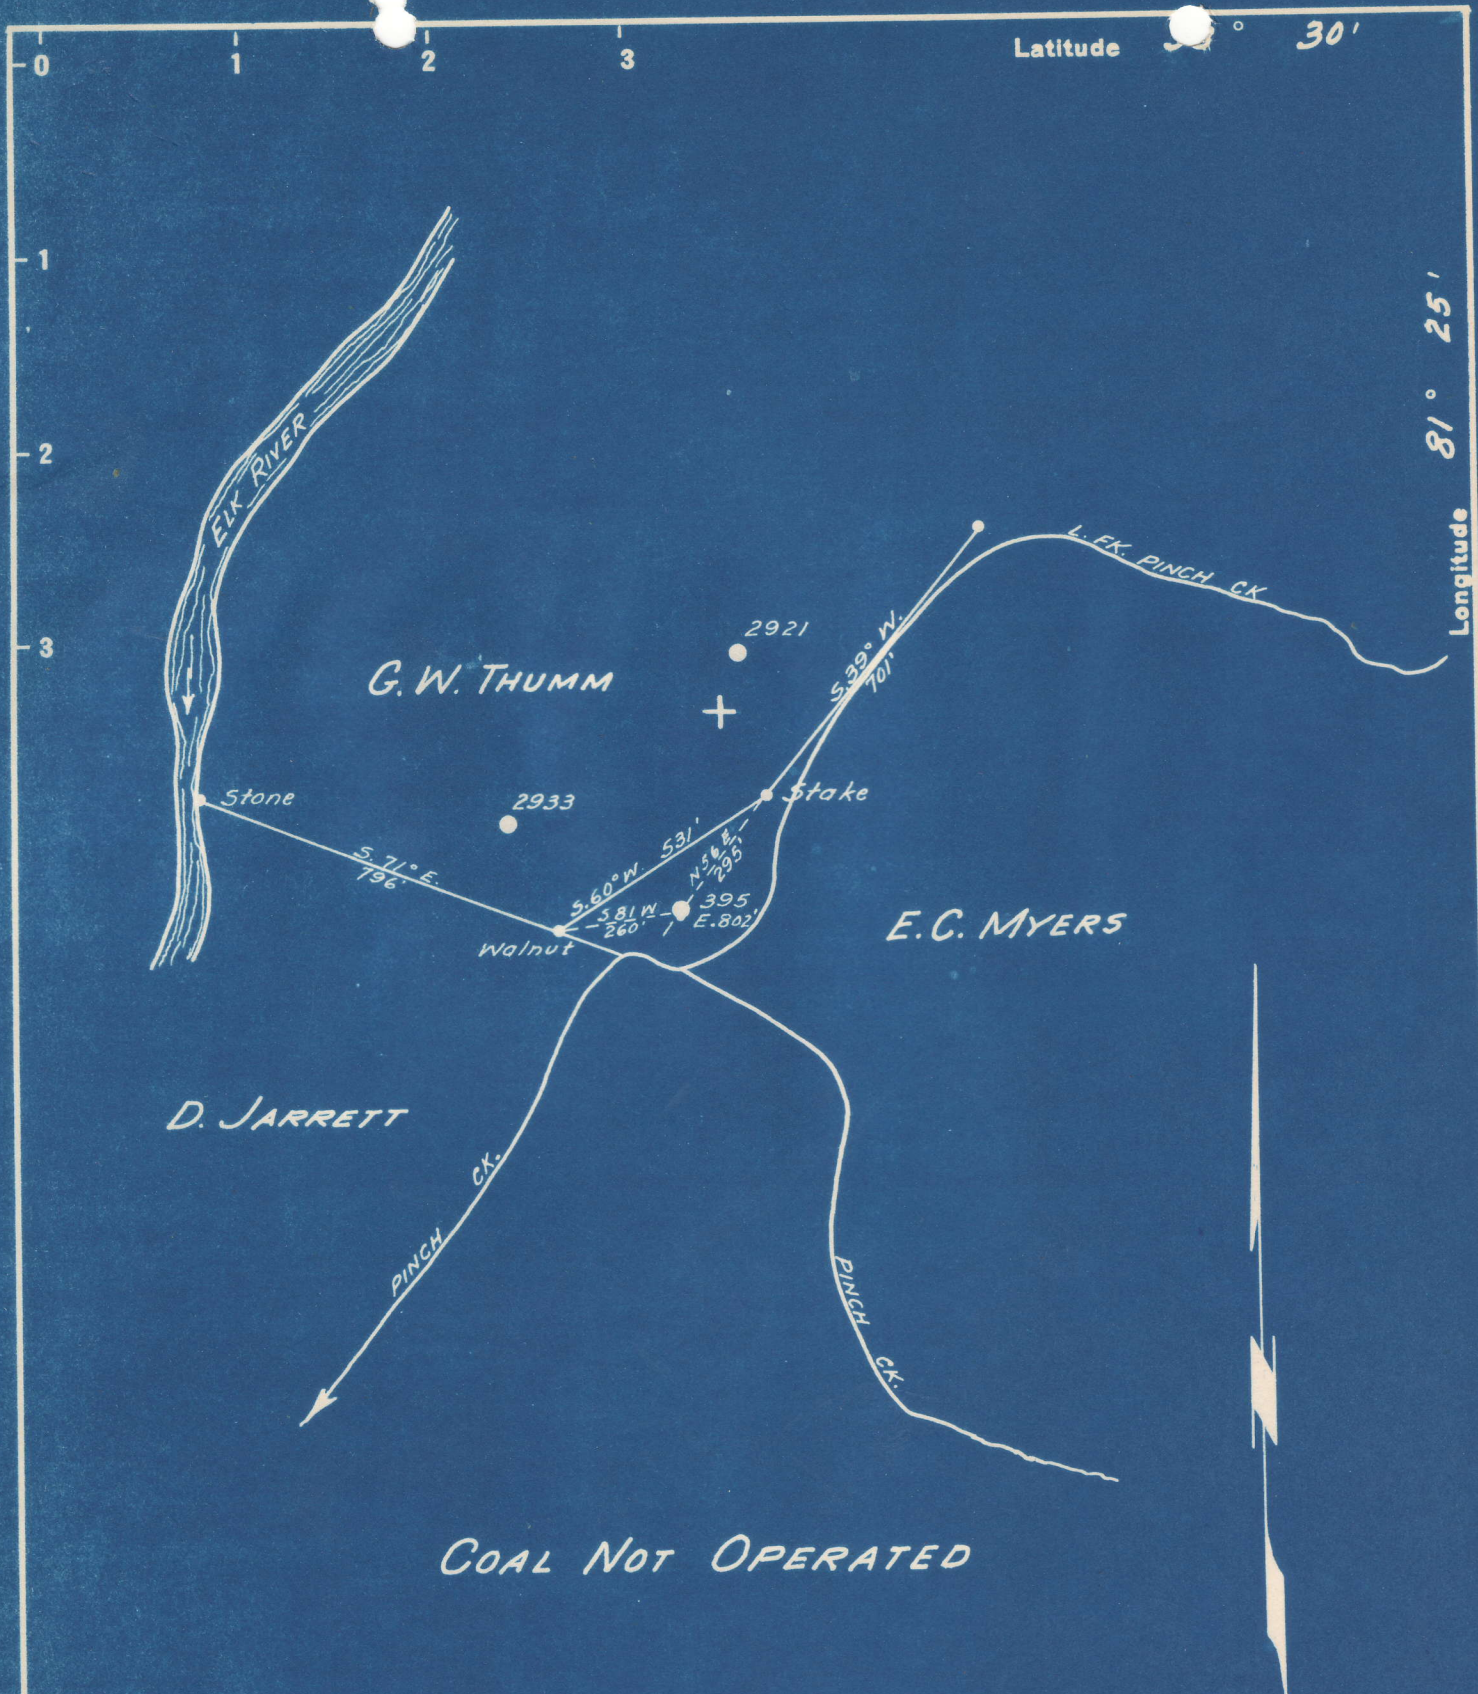 0
1
2
3
Latitude ° 30'
1
2
3
81° 25'
Longitude
ELK RIVER
L. FK. PINCH CK
2921
G.W. THUMM
S.39° W.
701'
Stone
2933
Stake
S. 71° E.
796'
S.60° W. 531'
N 56 E
295'
S 81 W
260'
395
E.802'
1
Walnut
E.C. MYERS
D. JARRETT
PINCH CK.
PINCH CK.
COAL NOT OPERATED